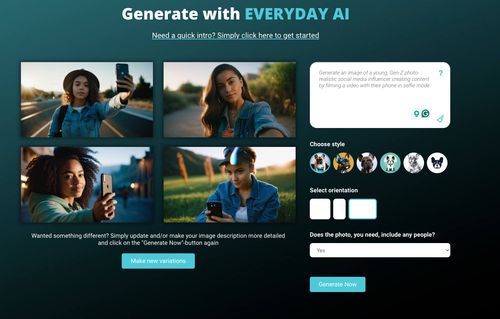 Generate with EVERYDAY AI
Need a quick intro? Simply click here to get started
Generate an image of a young, Gen Z photo-
realistic social media influencer creating content
by filming a video with their phone in selfie mode.
?
Choose style
Select orientation
Does the photo, you need, include any people?
Yes
Generate Now
Wanted something different? Simply update and/or make your image description more detailed
and click on the "Generate Now"-button again
Make new variations